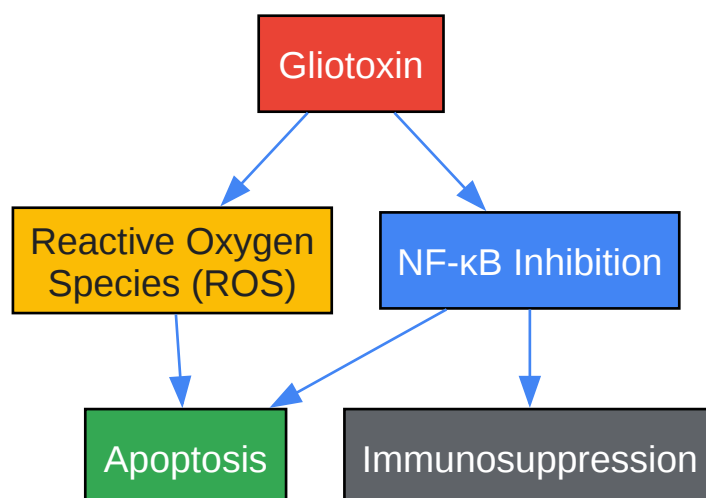 Gliotoxin
Reactive Oxygen
Species (ROS)
NF-κB Inhibition
Apoptosis
Immunosuppression